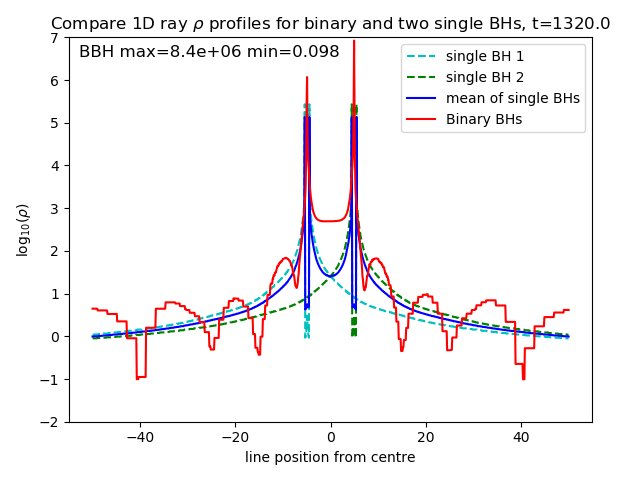 Compare 1D ray ρ profiles for binary and two single BHs, t=1320.0
BBH max=8.4e+06 min=0.098
single BH 1
single BH 2
mean of single BHs
Binary BHs
log₁₀(ρ)
7
6
5
4
3
2
1
0
−1
−2
−40
−20
0
20
40
line position from centre